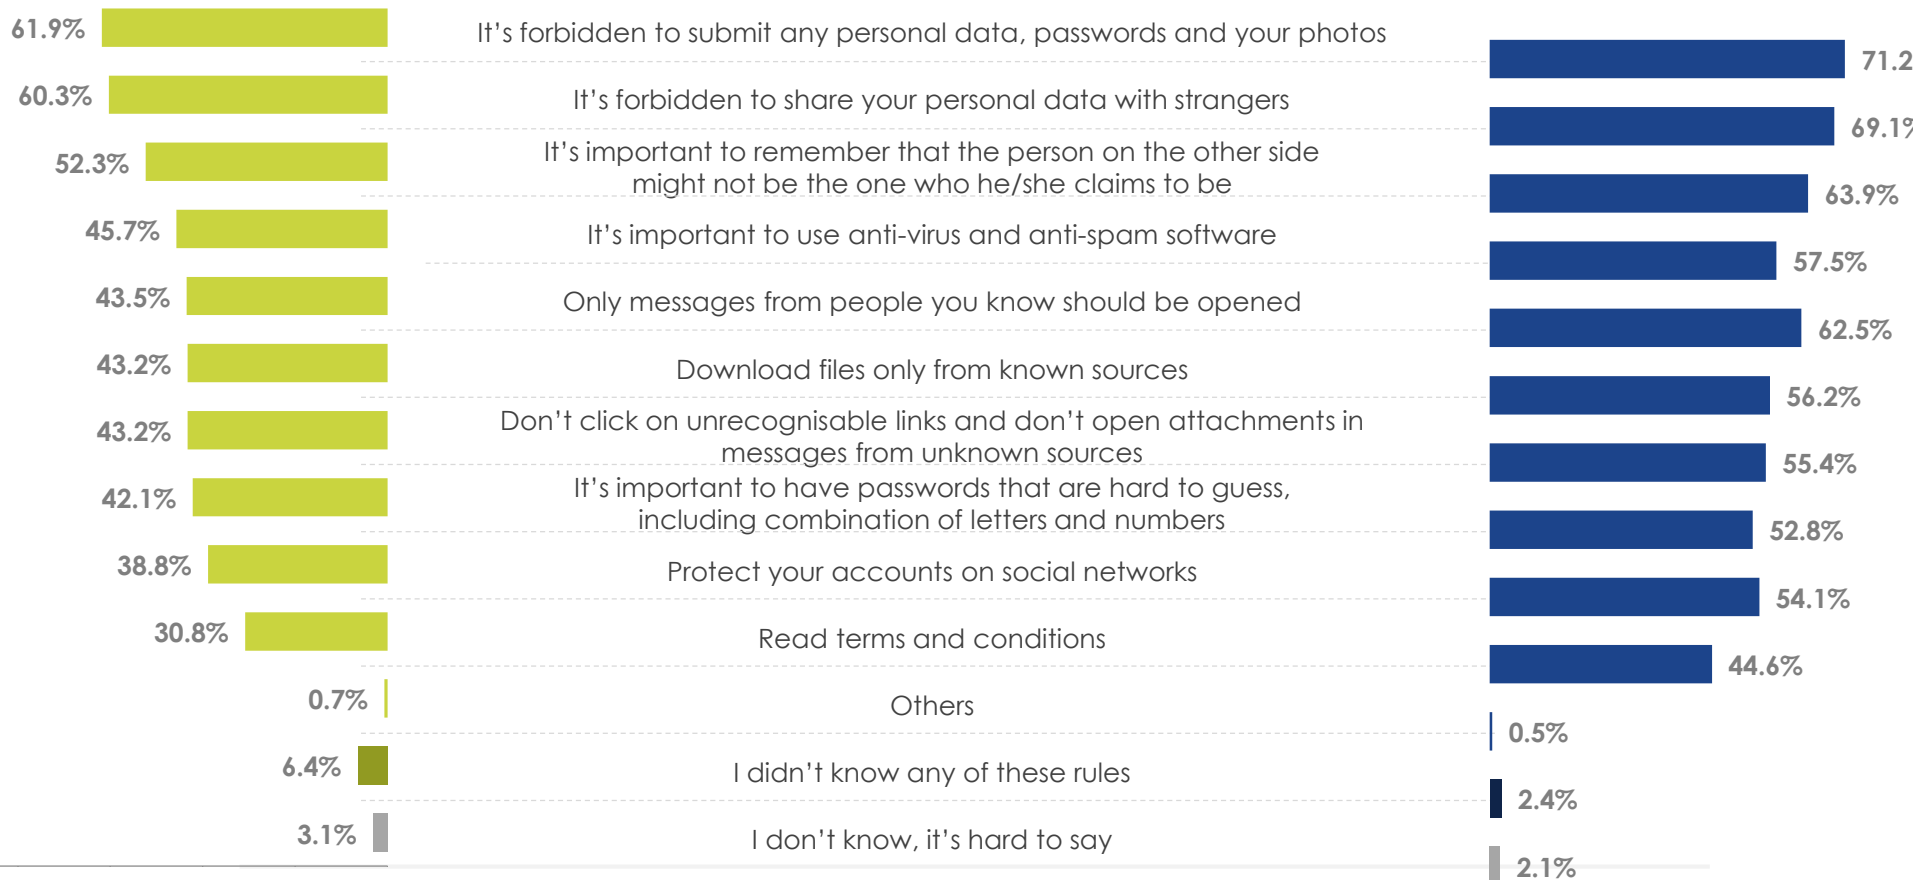 61.9%
It's forbidden to submit any personal data, passwords and your photos
71.2
60.3%
It's forbidden to share your personal data with strangers
69.1%
52.3%
It's important to remember that the person on the other side
might not be the one who he/she claims to be
63.9%
45.7%
It's important to use anti-virus and anti-spam software
57.5%
43.5%
Only messages from people you know should be opened
62.5%
43.2%
Download files only from known sources
56.2%
43.2%
Don't click on unrecognisable links and don't open attachments in
messages from unknown sources
55.4%
42.1%
It's important to have passwords that are hard to guess,
including combination of letters and numbers
52.8%
38.8%
Protect your accounts on social networks
54.1%
30.8%
Read terms and conditions
44.6%
0.7%
Others
0.5%
6.4%
I didn't know any of these rules
2.4%
3.1%
I don't know, it's hard to say
2.1%